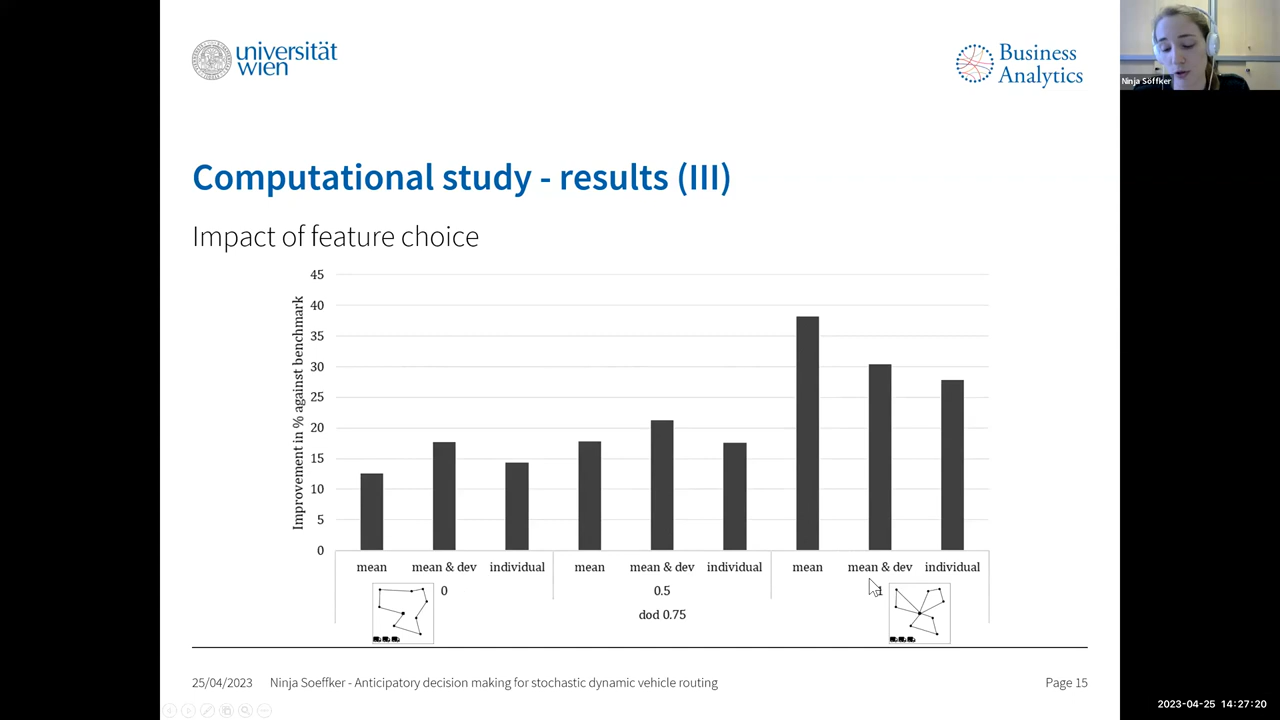 universität
wien
Business
Analytics
Ninja Söffker
Computational study - results (III)
Impact of feature choice
Improvement in % against benchmark
45
40
35
30
25
20
15
10
5
0
mean mean & dev individual mean mean & dev individual mean mean & dev individual
0 0.5 1
dod 0.75
25/04/2023 Ninja Soeffker - Anticipatory decision making for stochastic dynamic vehicle routing Page 15
2023-04-25 14:27:20